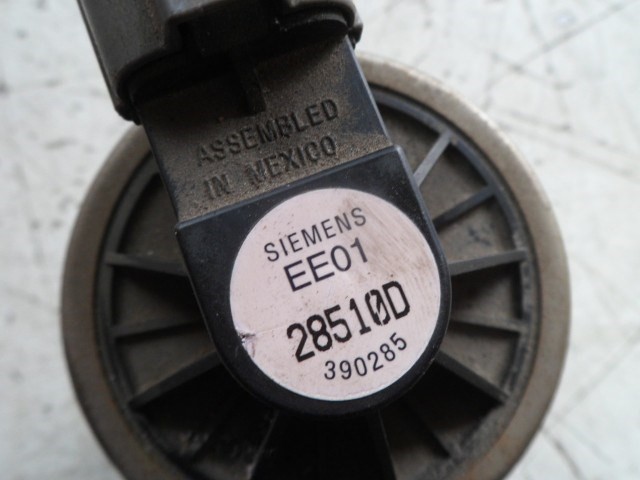 ASSEMBLED
IN MEXICO
SIEMENS
EE01
28510D
390285